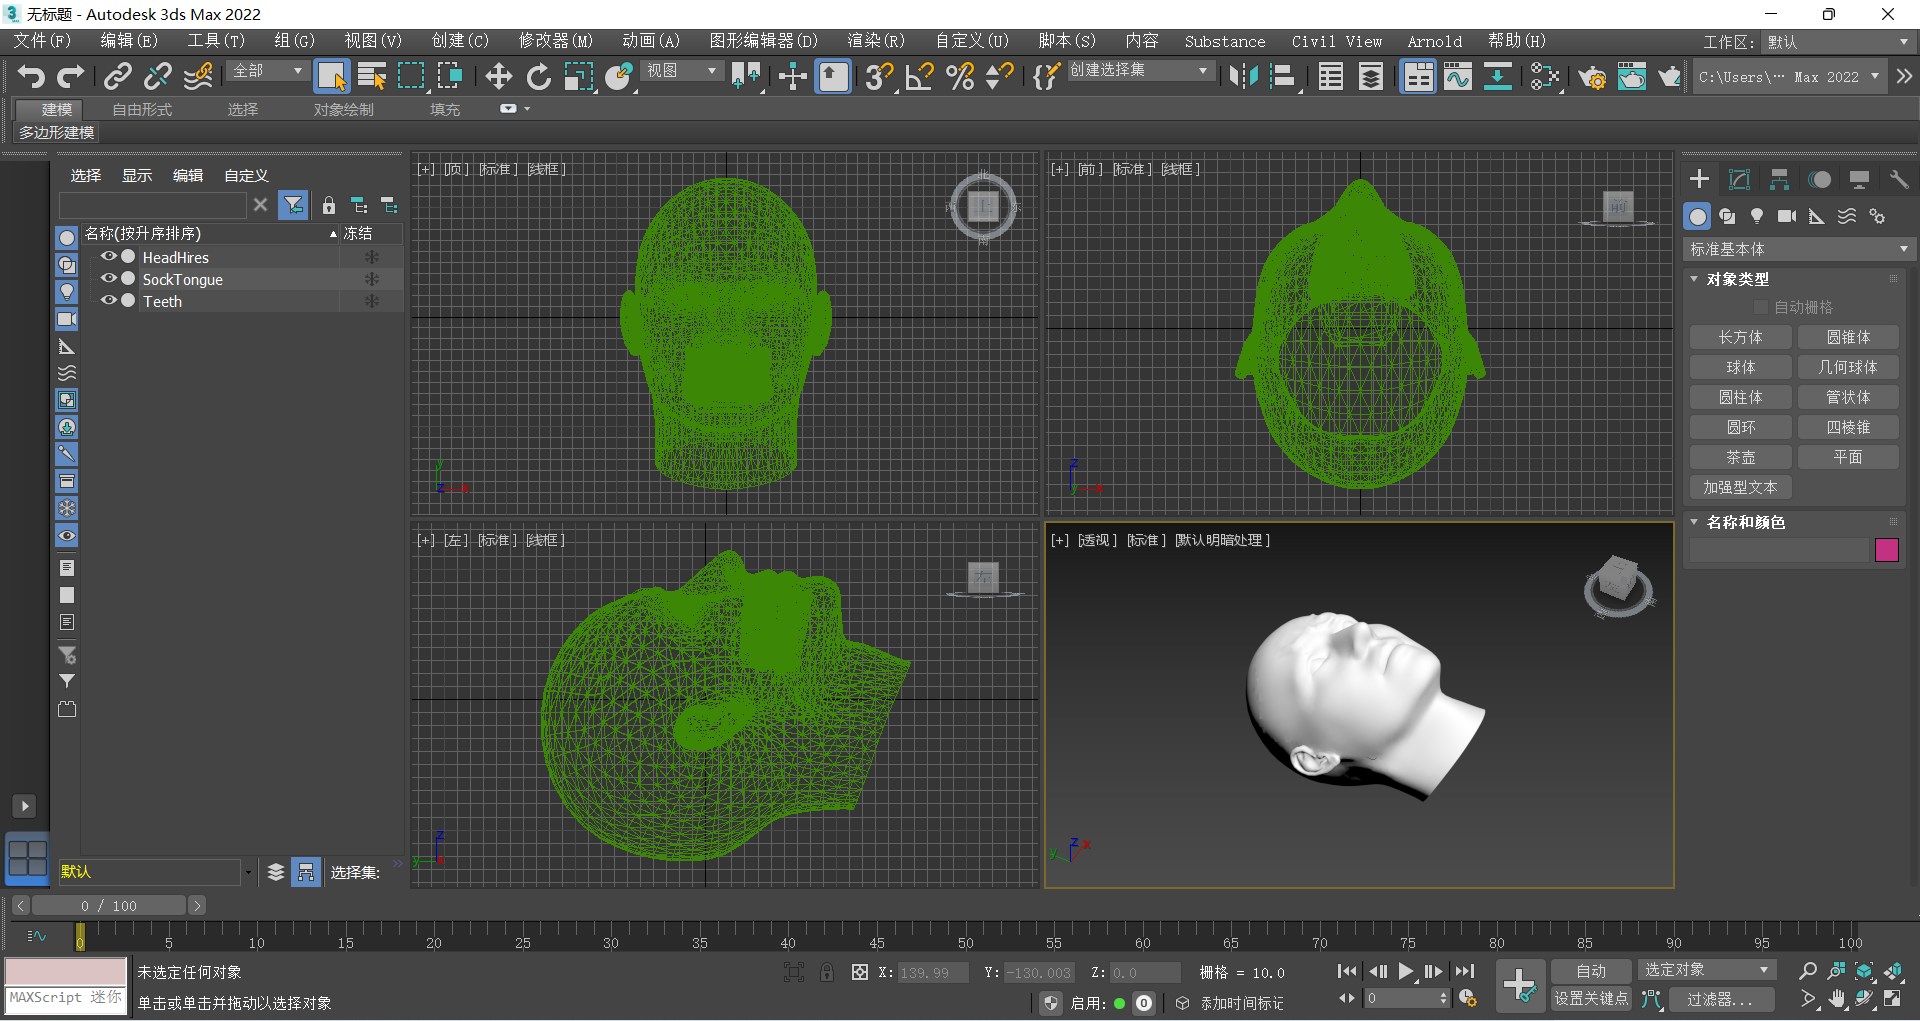 无标题 - Autodesk 3ds Max 2022
文件(F) 编辑(E) 工具(T) 组(G) 视图(V) 创建(C) 修改器(M) 动画(A) 图形编辑器(D) 渲染(R) 自定义(U) 脚本(S) 内容 Substance Civil View Arnold 帮助(H) 工作区: 默认
全部 视图 创建选择集 C:\Users\… Max 2022
建模 自由形式 选择 对象绘制 填充
多边形建模
选择 显示 编辑 自定义
名称(按升序排序) 冻结
HeadHires
SockTongue
Teeth
默认 选择集:
[+] [顶] [标准] [线框]
上 北 南 西 东
y z x
[+] [前] [标准] [线框]
前
z y x
[+] [左] [标准] [线框]
左
z y x
[+] [透视] [标准] [默认明暗处理]
z y x
标准基本体
对象类型
自动栅格
长方体 圆锥体
球体 几何球体
圆柱体 管状体
圆环 四棱锥
茶壶 平面
加强型文本
名称和颜色
0 / 100
0 5 10 15 20 25 30 35 40 45 50 55 60 65 70 75 80 85 90 95 100
未选定任何对象 X: 139.99 Y: -130.003 Z: 0.0 栅格 = 10.0 自动 选定对象
MAXScript 迷你 单击或单击并拖动以选择对象 启用: 0 添加时间标记 0 设置关键点 过滤器...